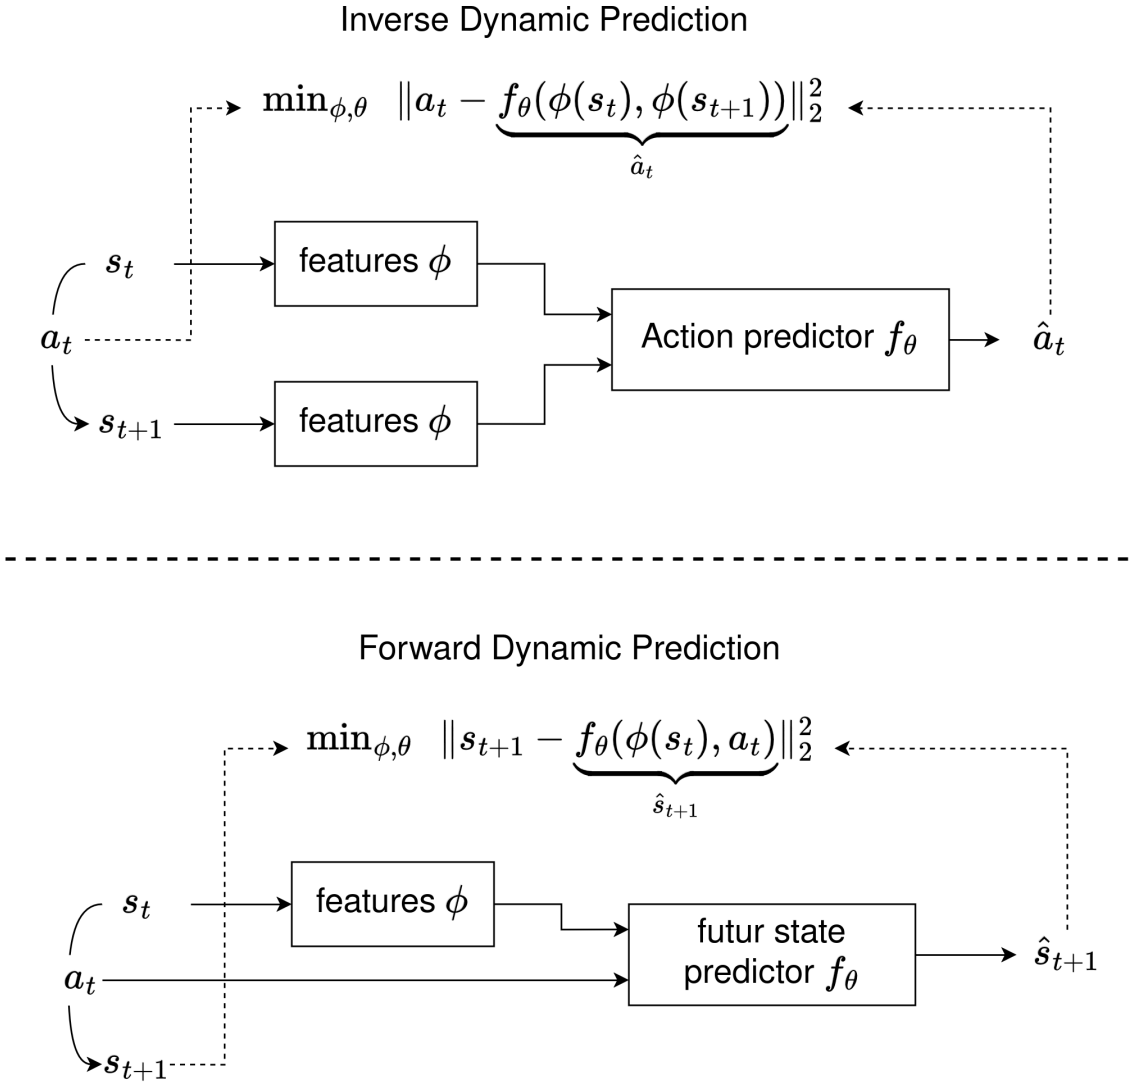 Inverse Dynamic Prediction
min_{ϕ,θ} ‖a_t − f_θ(ϕ(s_t), ϕ(s_{t+1}))‖_2^2
â_t
s_t
features ϕ
a_t
Action predictor f_θ
â_t
s_{t+1}
features ϕ
Forward Dynamic Prediction
min_{ϕ,θ} ‖s_{t+1} − f_θ(ϕ(s_t), a_t)‖_2^2
ŝ_{t+1}
s_t
features ϕ
futur state
predictor f_θ
ŝ_{t+1}
a_t
s_{t+1}